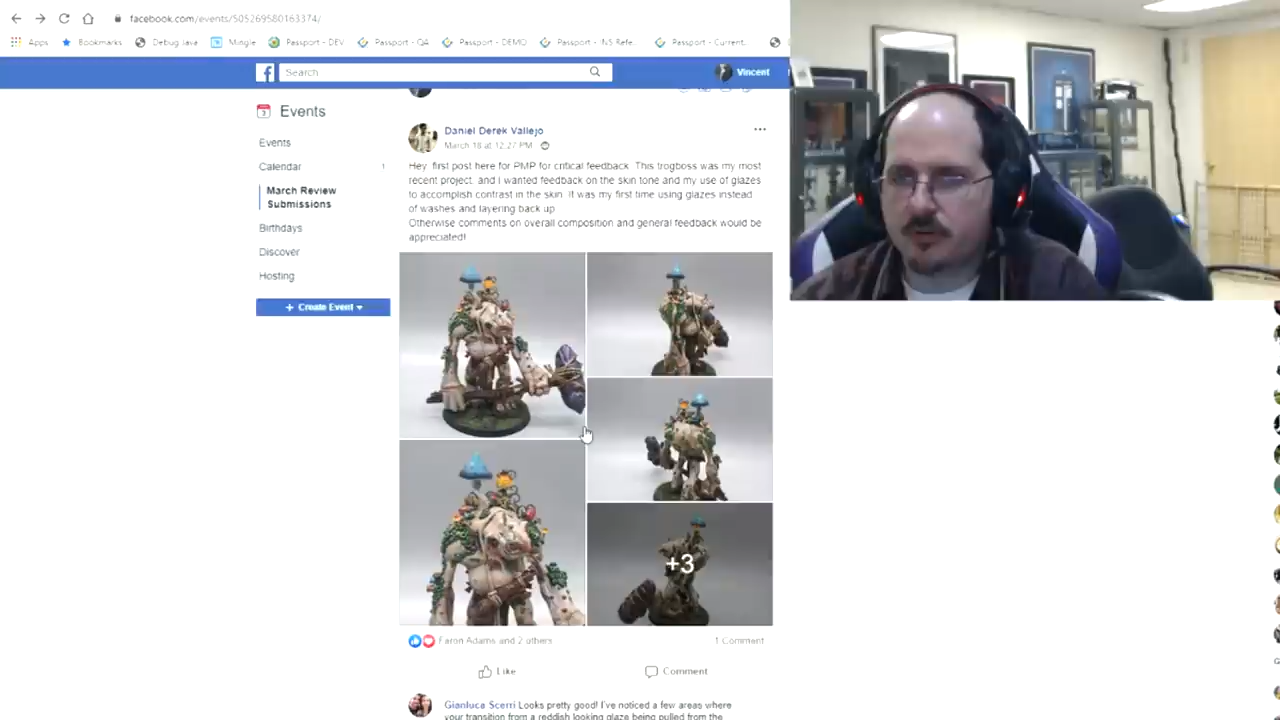 facebook.com/events/505269580163374/
Apps Bookmarks Debug Java Mingle Passport - DEV Passport - QA Passport - DEMO Passport - INS Refe... Passport - Current...
Search
Vincent
Events
Events
Calendar 1
March Review
Submissions
Birthdays
Discover
Hosting
+ Create Event
Daniel Derek Vallejo
March 18 at 12:27 PM
Hey, first post here for PMP for critical feedback. This trogboss was my most
recent project, and I wanted feedback on the skin tone and my use of glazes
to accomplish contrast in the skin. It was my first time using glazes instead
of washes and layering back up.
Otherwise comments on overall composition and general feedback would be
appreciated!
+3
Faron Adams and 2 others 1 Comment
Like Comment
Gianluca Scerri Looks pretty good! I've noticed a few areas where
your transition from a reddish looking glaze being pulled from the